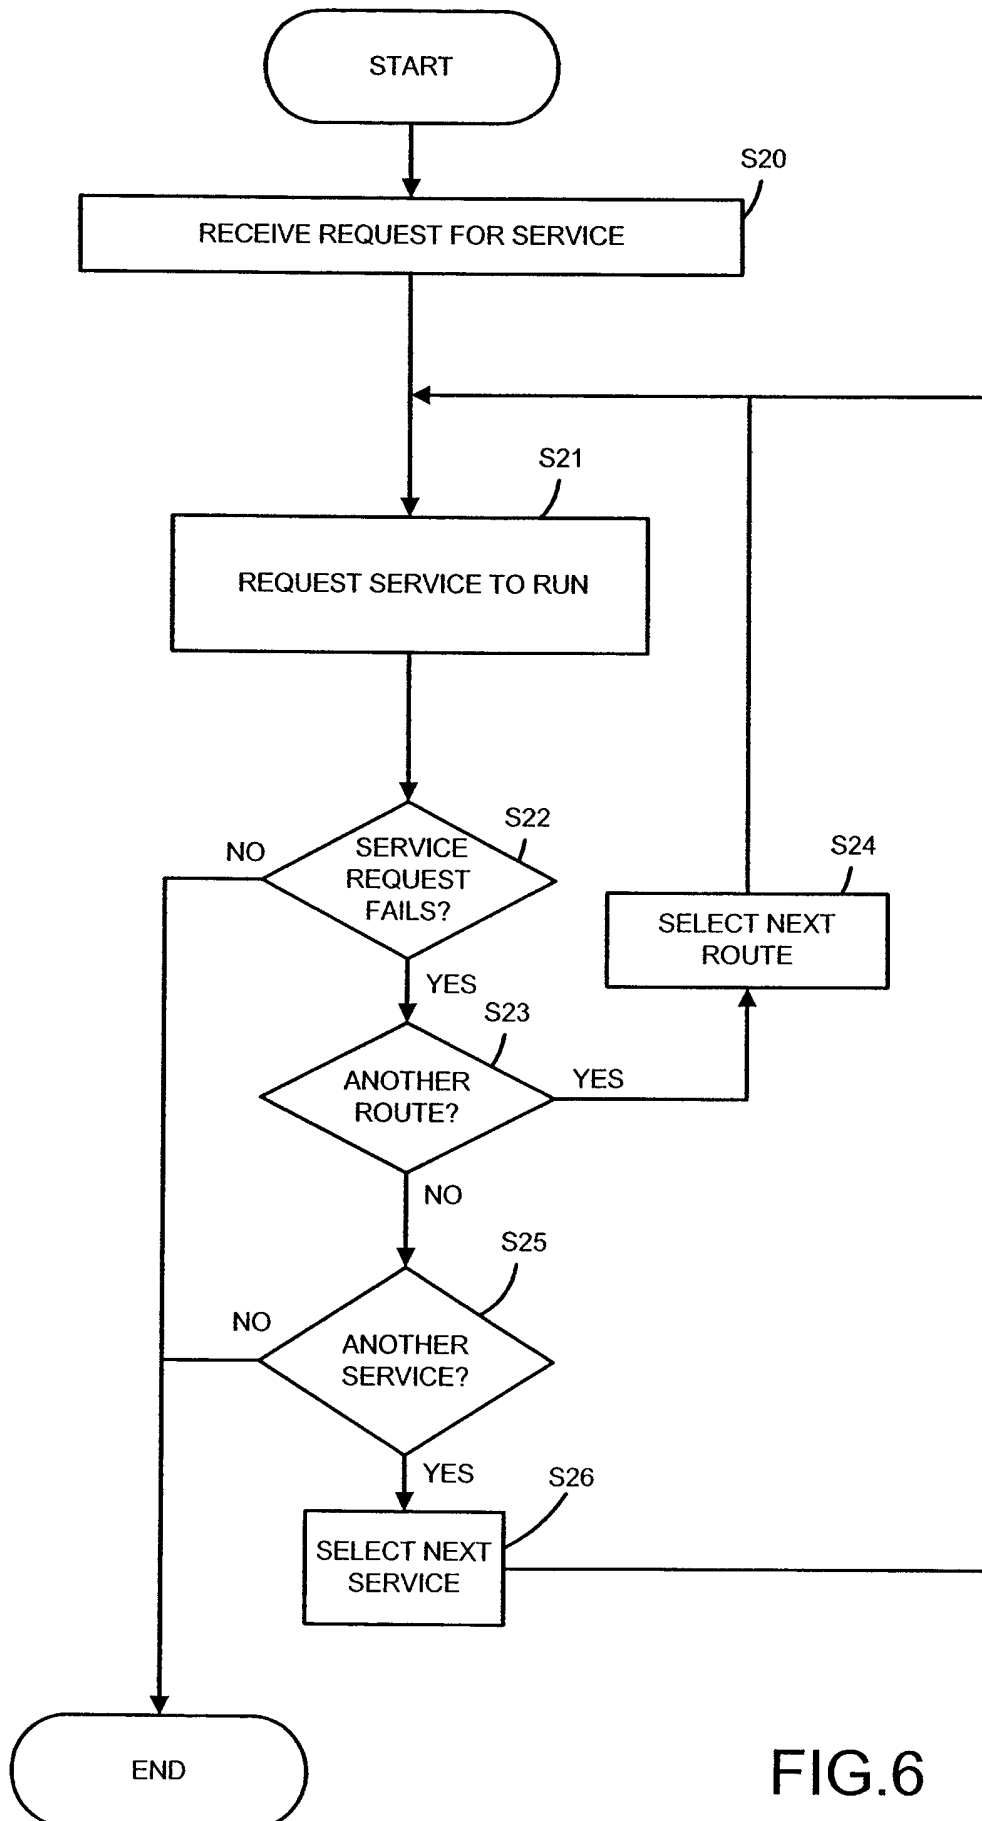 START
S20
RECEIVE REQUEST FOR SERVICE
S21
REQUEST SERVICE TO RUN
S22
NO
SERVICE
REQUEST
FAILS?
S24
SELECT NEXT
ROUTE
YES
S23
ANOTHER
ROUTE?
YES
NO
S25
NO
ANOTHER
SERVICE?
YES
S26
SELECT NEXT
SERVICE
END
FIG.6